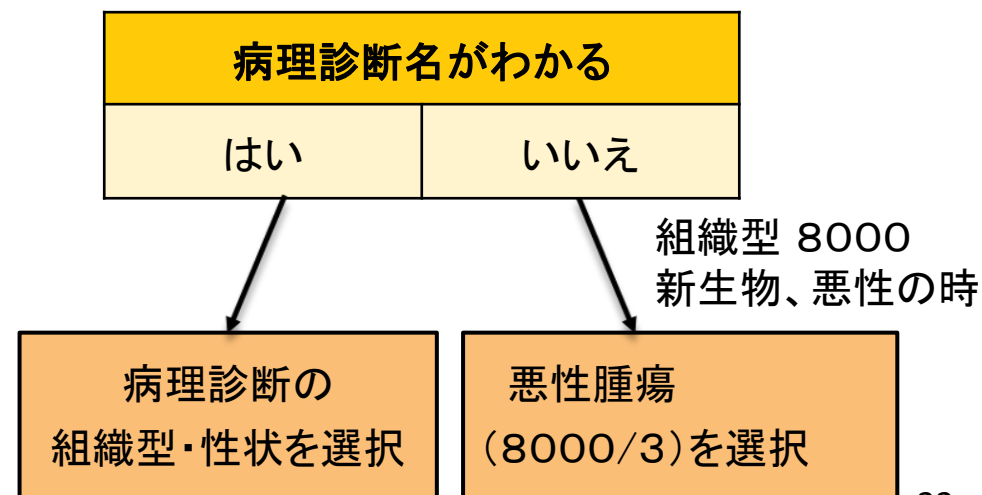 病理診断名がわかる
はい
いいえ
組織型 8000
新生物、悪性の時
病理診断の
組織型・性状を選択
悪性腫瘍
（8000/3）を選択